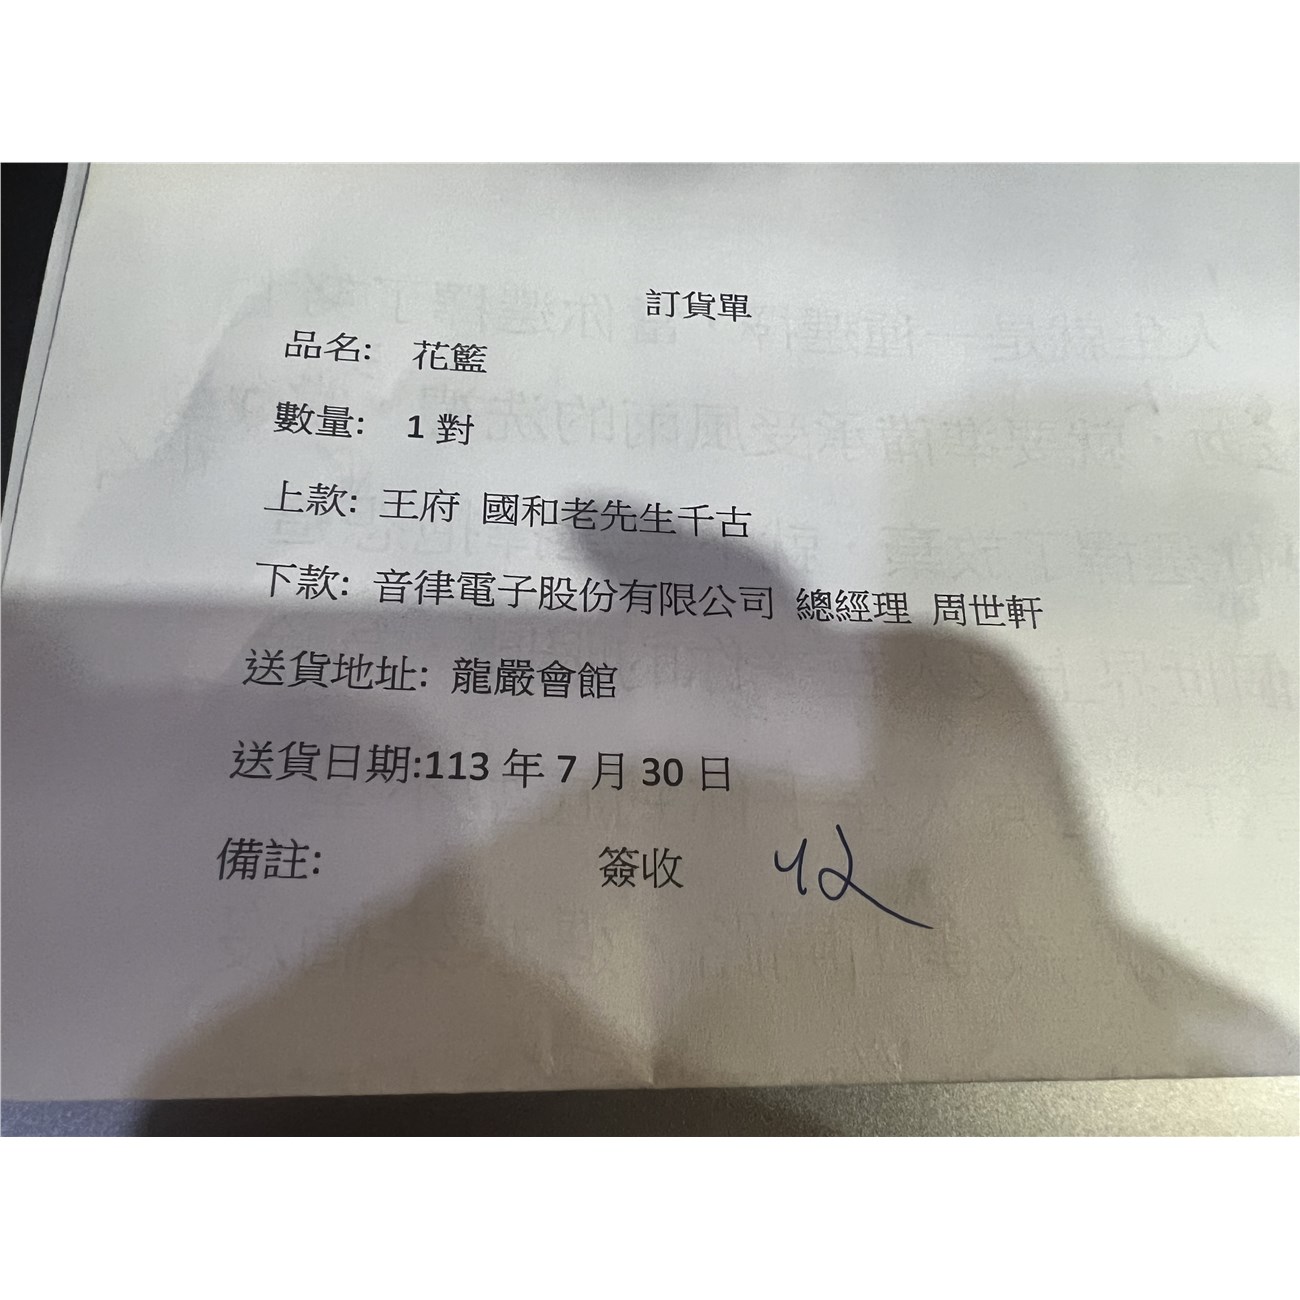 訂貨單
品名: 花籃
數量: 1 對
上款: 王府 國和老先生千古
下款: 音律電子股份有限公司 總經理 周世軒
送貨地址: 龍嚴會館
送貨日期:113 年 7 月 30 日
備註: 簽收 收